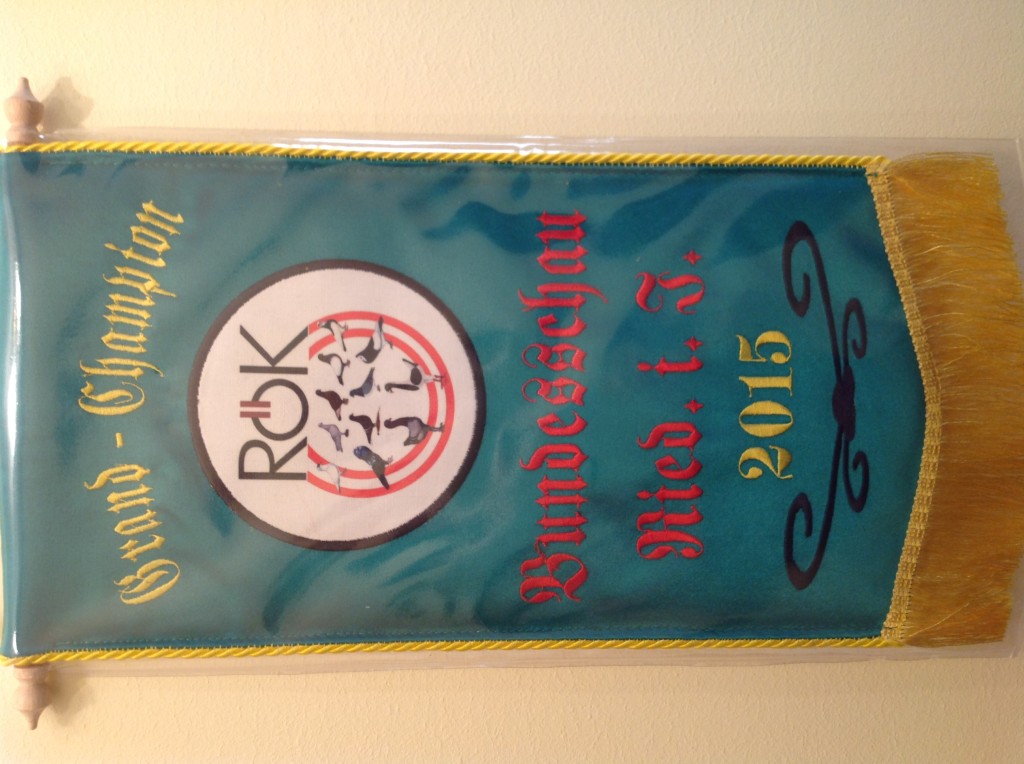 Grand - Champion
RÖK
Bundesschau
Ried. i. I.
2015